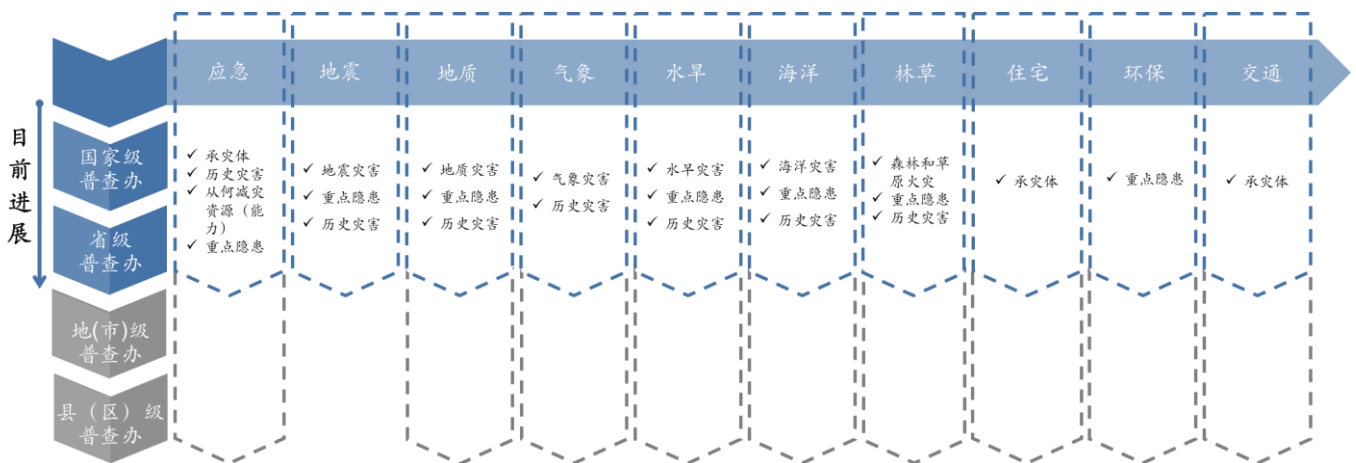 应急
地震
地质
气象
水旱
海洋
林草
住宅
环保
交通
目前进展
国家级
普查办
省级
普查办
地(市)级
普查办
县（区）级
普查办
✓ 承灾体
✓ 历史灾害
✓ 从何减灾
资源（能
力）
✓ 重点隐患
✓ 地震灾害
✓ 重点隐患
✓ 历史灾害
✓ 地质灾害
✓ 重点隐患
✓ 历史灾害
✓ 气象灾害
✓ 历史灾害
✓ 水旱灾害
✓ 重点隐患
✓ 历史灾害
✓ 海洋灾害
✓ 重点隐患
✓ 历史灾害
✓ 森林和草
原火灾
✓ 重点隐患
✓ 历史灾害
✓ 承灾体
✓ 重点隐患
✓ 承灾体